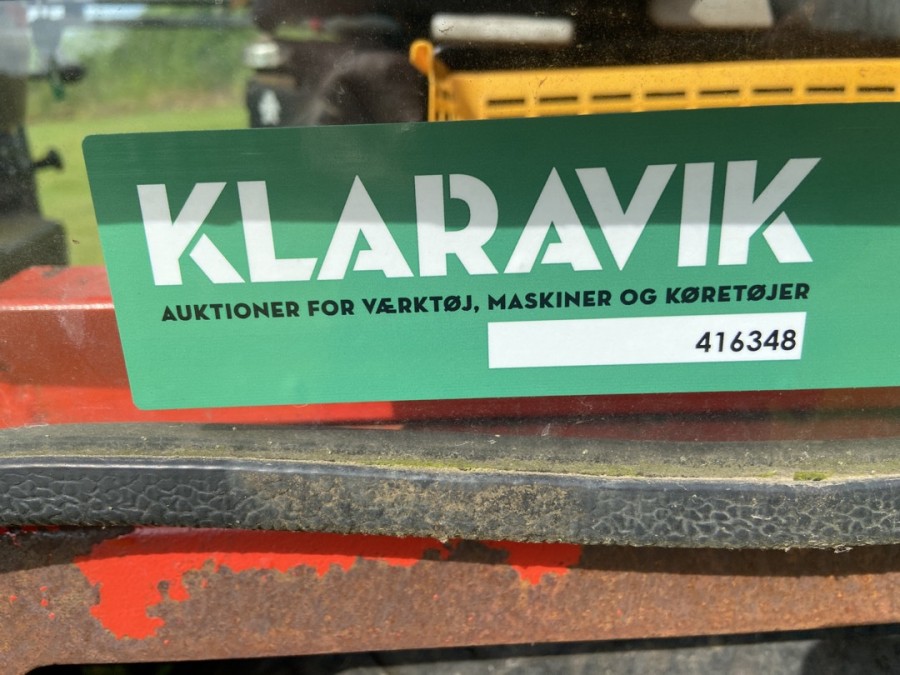 KLARAVIK
AUKTIONER FOR VÆRKTØJ, MASKINER OG KØRETØJER
416348